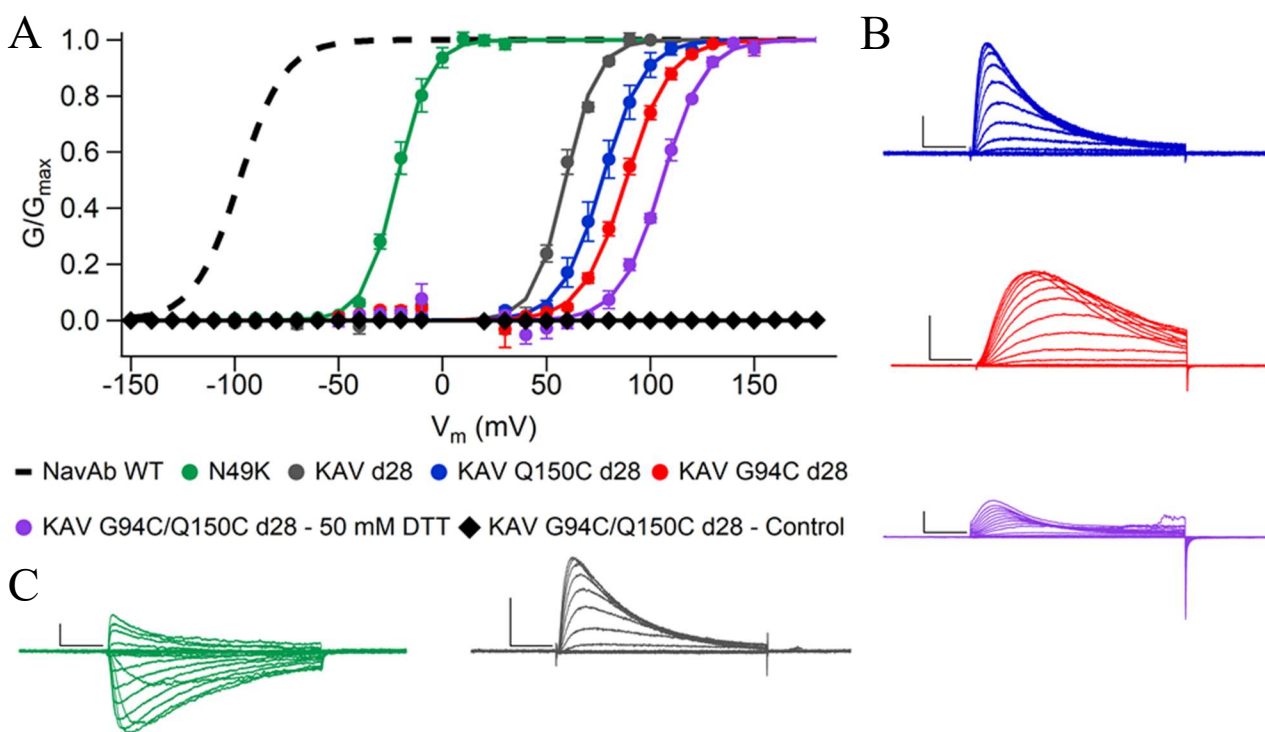 A
B
1.0
0.8
0.6
0.4
0.2
0.0
G/Gmax
-150 -100 -50 0 50 100 150
Vm (mV)
NavAb WT N49K KAV d28 KAV Q150C d28 KAV G94C d28
KAV G94C/Q150C d28 - 50 mM DTT KAV G94C/Q150C d28 - Control
C